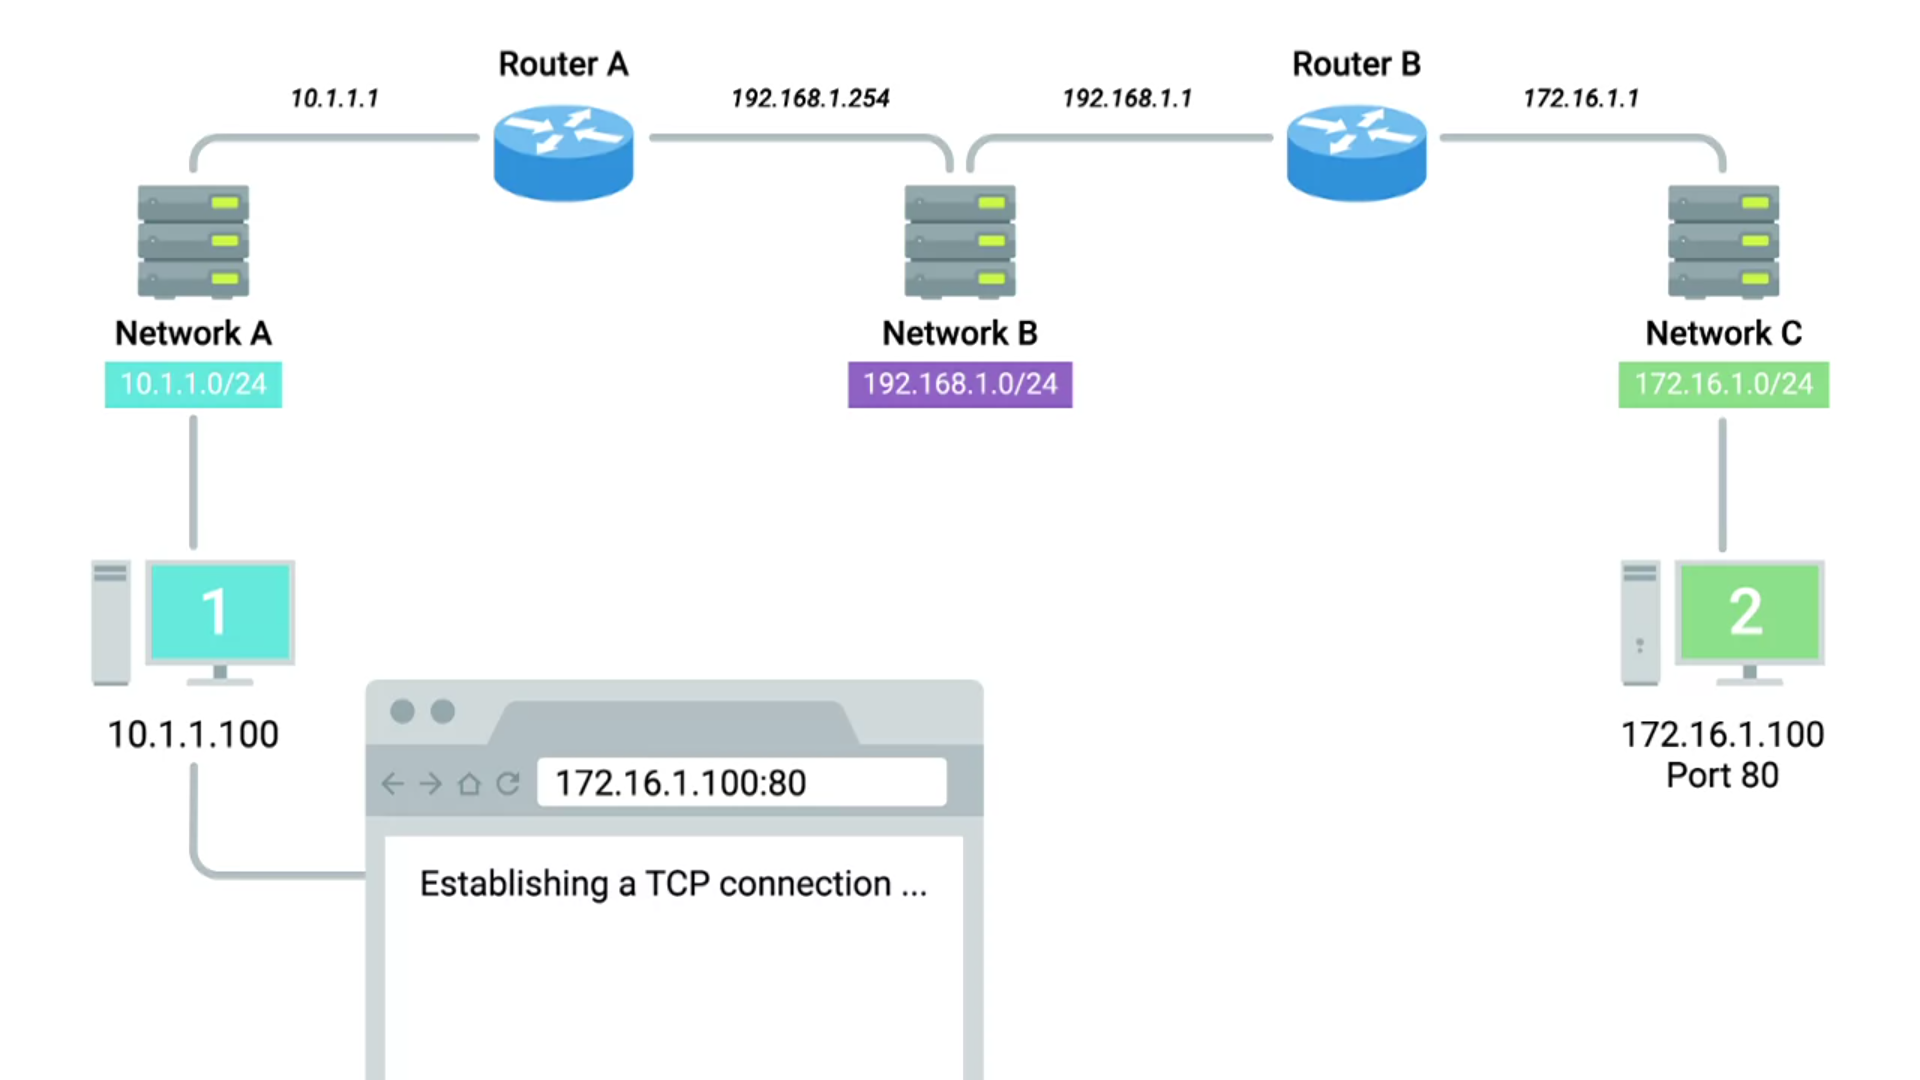 Router A
Router B
10.1.1.1
192.168.1.254
192.168.1.1
172.16.1.1
Network A
Network B
Network C
10.1.1.0/24
192.168.1.0/24
172.16.1.0/24
1
2
10.1.1.100
172.16.1.100
Port 80
172.16.1.100:80
Establishing a TCP connection ...